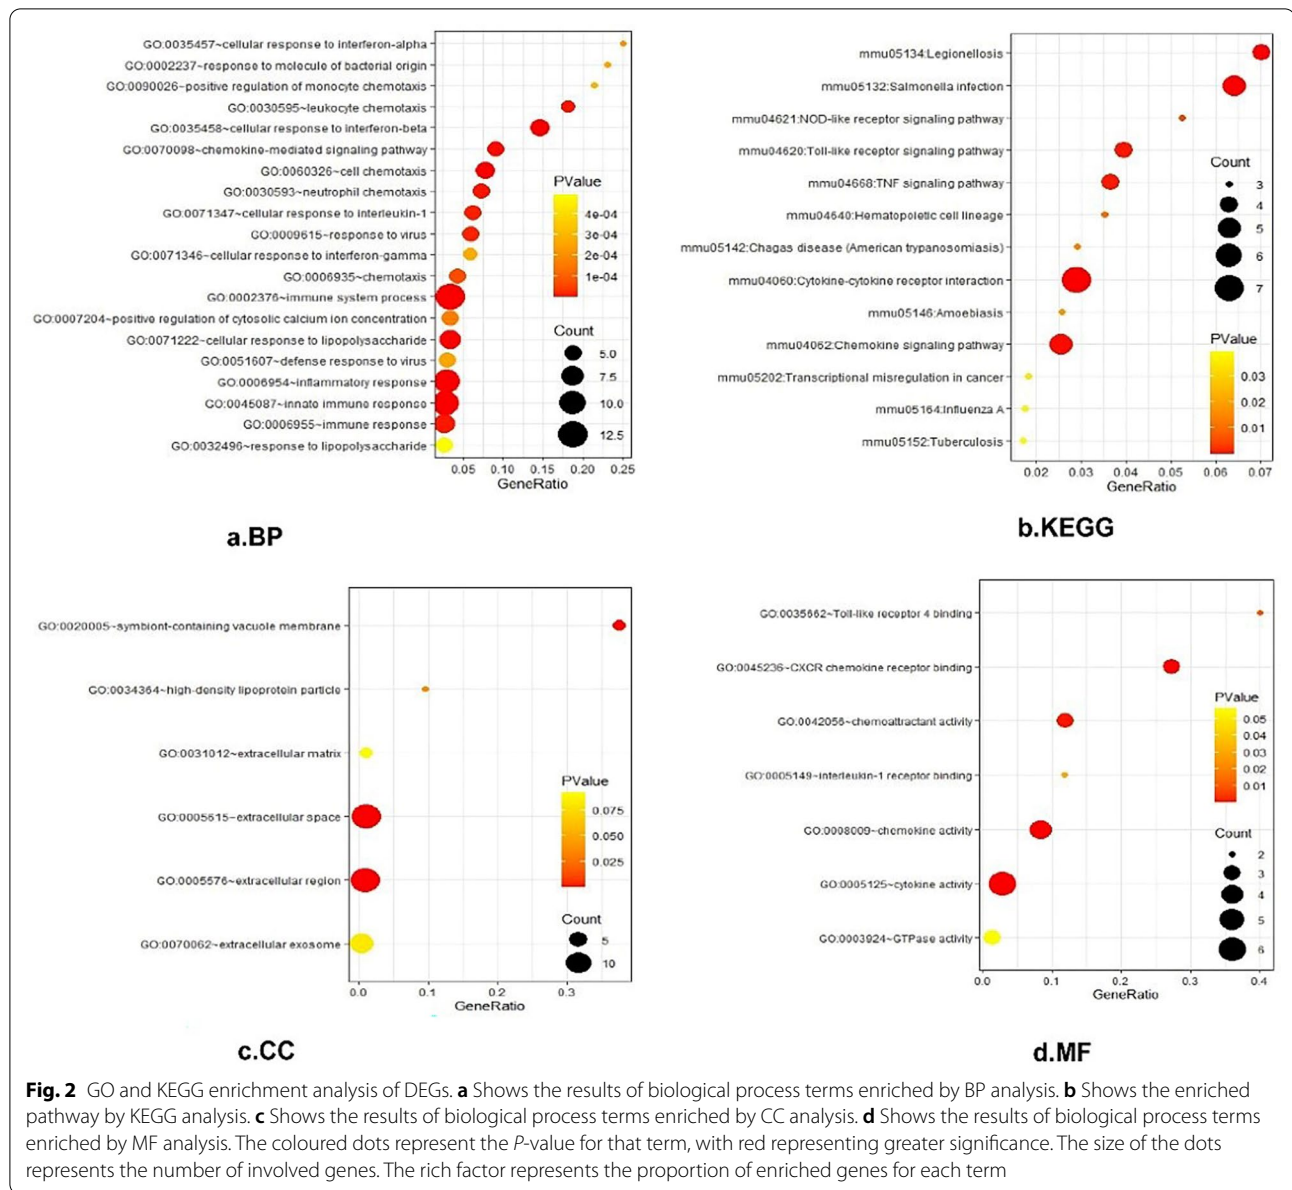 GO:0035457~cellular response to interferon-alpha
GO:0002237~response to molecule of bacterial origin
GO:0090026~positive regulation of monocyte chemotaxis
GO:0030595~leukocyte chemotaxis
GO:0035458~cellular response to interferon-beta
GO:0070098~chemokine-mediated signaling pathway
GO:0060326~cell chemotaxis
GO:0030593~neutrophil chemotaxis
GO:0071347~cellular response to interleukin-1
GO:0009615~response to virus
GO:0071346~cellular response to interferon-gamma
GO:0006935~chemotaxis
GO:0002376~immune system process
GO:0007204~positive regulation of cytosolic calcium ion concentration
GO:0071222~cellular response to lipopolysaccharide
GO:0051607~defense response to virus
GO:0006954~inflammatory response
GO:0045087~innate immune response
GO:0006955~immune response
GO:0032496~response to lipopolysaccharide
0.05 0.10 0.15 0.20 0.25
GeneRatio
PValue
4e-04
3e-04
2e-04
1e-04
Count
5.0
7.5
10.0
12.5
a.BP
mmu05134:Legionellosis
mmu05132:Salmonella infection
mmu04621:NOD-like receptor signaling pathway
mmu04620:Toll-like receptor signaling pathway
mmu04668:TNF signaling pathway
mmu04640:Hematopoietic cell lineage
mmu05142:Chagas disease (American trypanosomiasis)
mmu04060:Cytokine-cytokine receptor interaction
mmu05146:Amoebiasis
mmu04062:Chemokine signaling pathway
mmu05202:Transcriptional misregulation in cancer
mmu05164:Influenza A
mmu05152:Tuberculosis
0.02 0.03 0.04 0.05 0.06 0.07
GeneRatio
Count
3
4
5
6
7
PValue
0.03
0.02
0.01
b.KEGG
GO:0020005~symbiont-containing vacuole membrane
GO:0034364~high-density lipoprotein particle
GO:0031012~extracellular matrix
GO:0005615~extracellular space
GO:0005576~extracellular region
GO:0070062~extracellular exosome
0.0 0.1 0.2 0.3
GeneRatio
PValue
0.075
0.050
0.025
Count
5
10
c.CC
GO:0035662~Toll-like receptor 4 binding
GO:0045236~CXCR chemokine receptor binding
GO:0042056~chemoattractant activity
GO:0005149~interleukin-1 receptor binding
GO:0008009~chemokine activity
GO:0005125~cytokine activity
GO:0003924~GTPase activity
0.0 0.1 0.2 0.3 0.4
GeneRatio
PValue
0.05
0.04
0.03
0.02
0.01
Count
2
3
4
5
6
d.MF
Fig. 2 GO and KEGG enrichment analysis of DEGs. a Shows the results of biological process terms enriched by BP analysis. b Shows the enriched
pathway by KEGG analysis. c Shows the results of biological process terms enriched by CC analysis. d Shows the results of biological process terms
enriched by MF analysis. The coloured dots represent the P-value for that term, with red representing greater significance. The size of the dots
represents the number of involved genes. The rich factor represents the proportion of enriched genes for each term